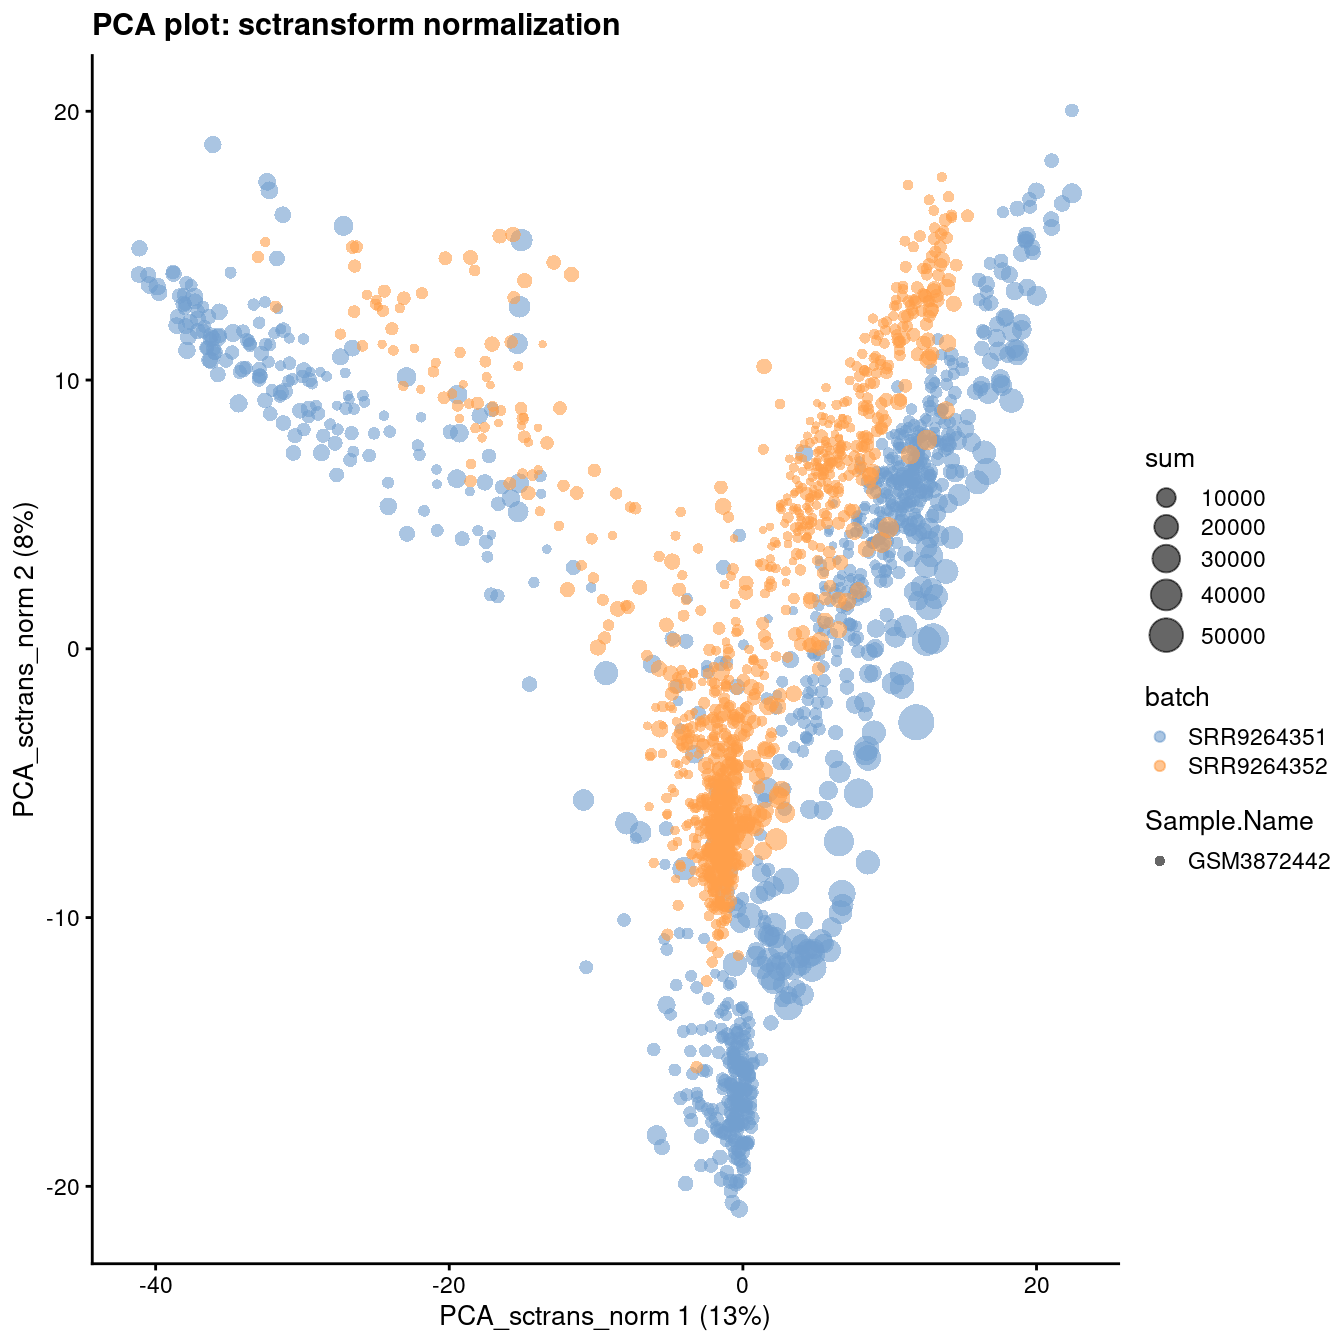 PCA plot: sctransform normalization
PCA_sctrans_norm 2 (8%)
20
10
0
-10
-20
-40
-20
0
20
PCA_sctrans_norm 1 (13%)
sum
10000
20000
30000
40000
50000
batch
SRR9264351
SRR9264352
Sample.Name
GSM3872442